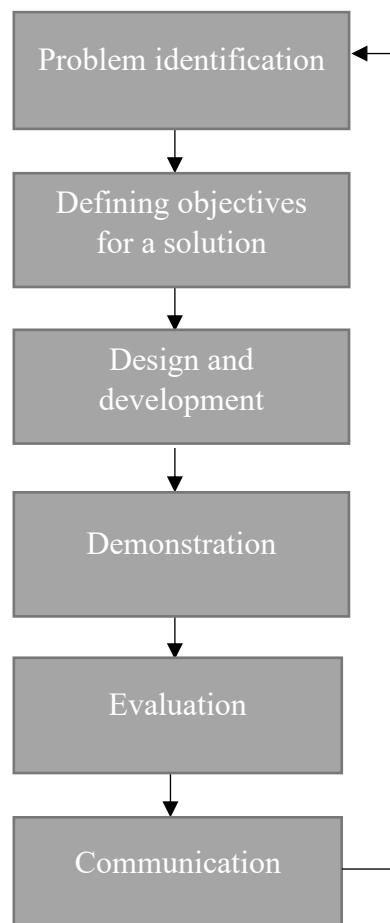 Problem identification
Defining objectives
for a solution
Design and
development
Demonstration
Evaluation
Communication